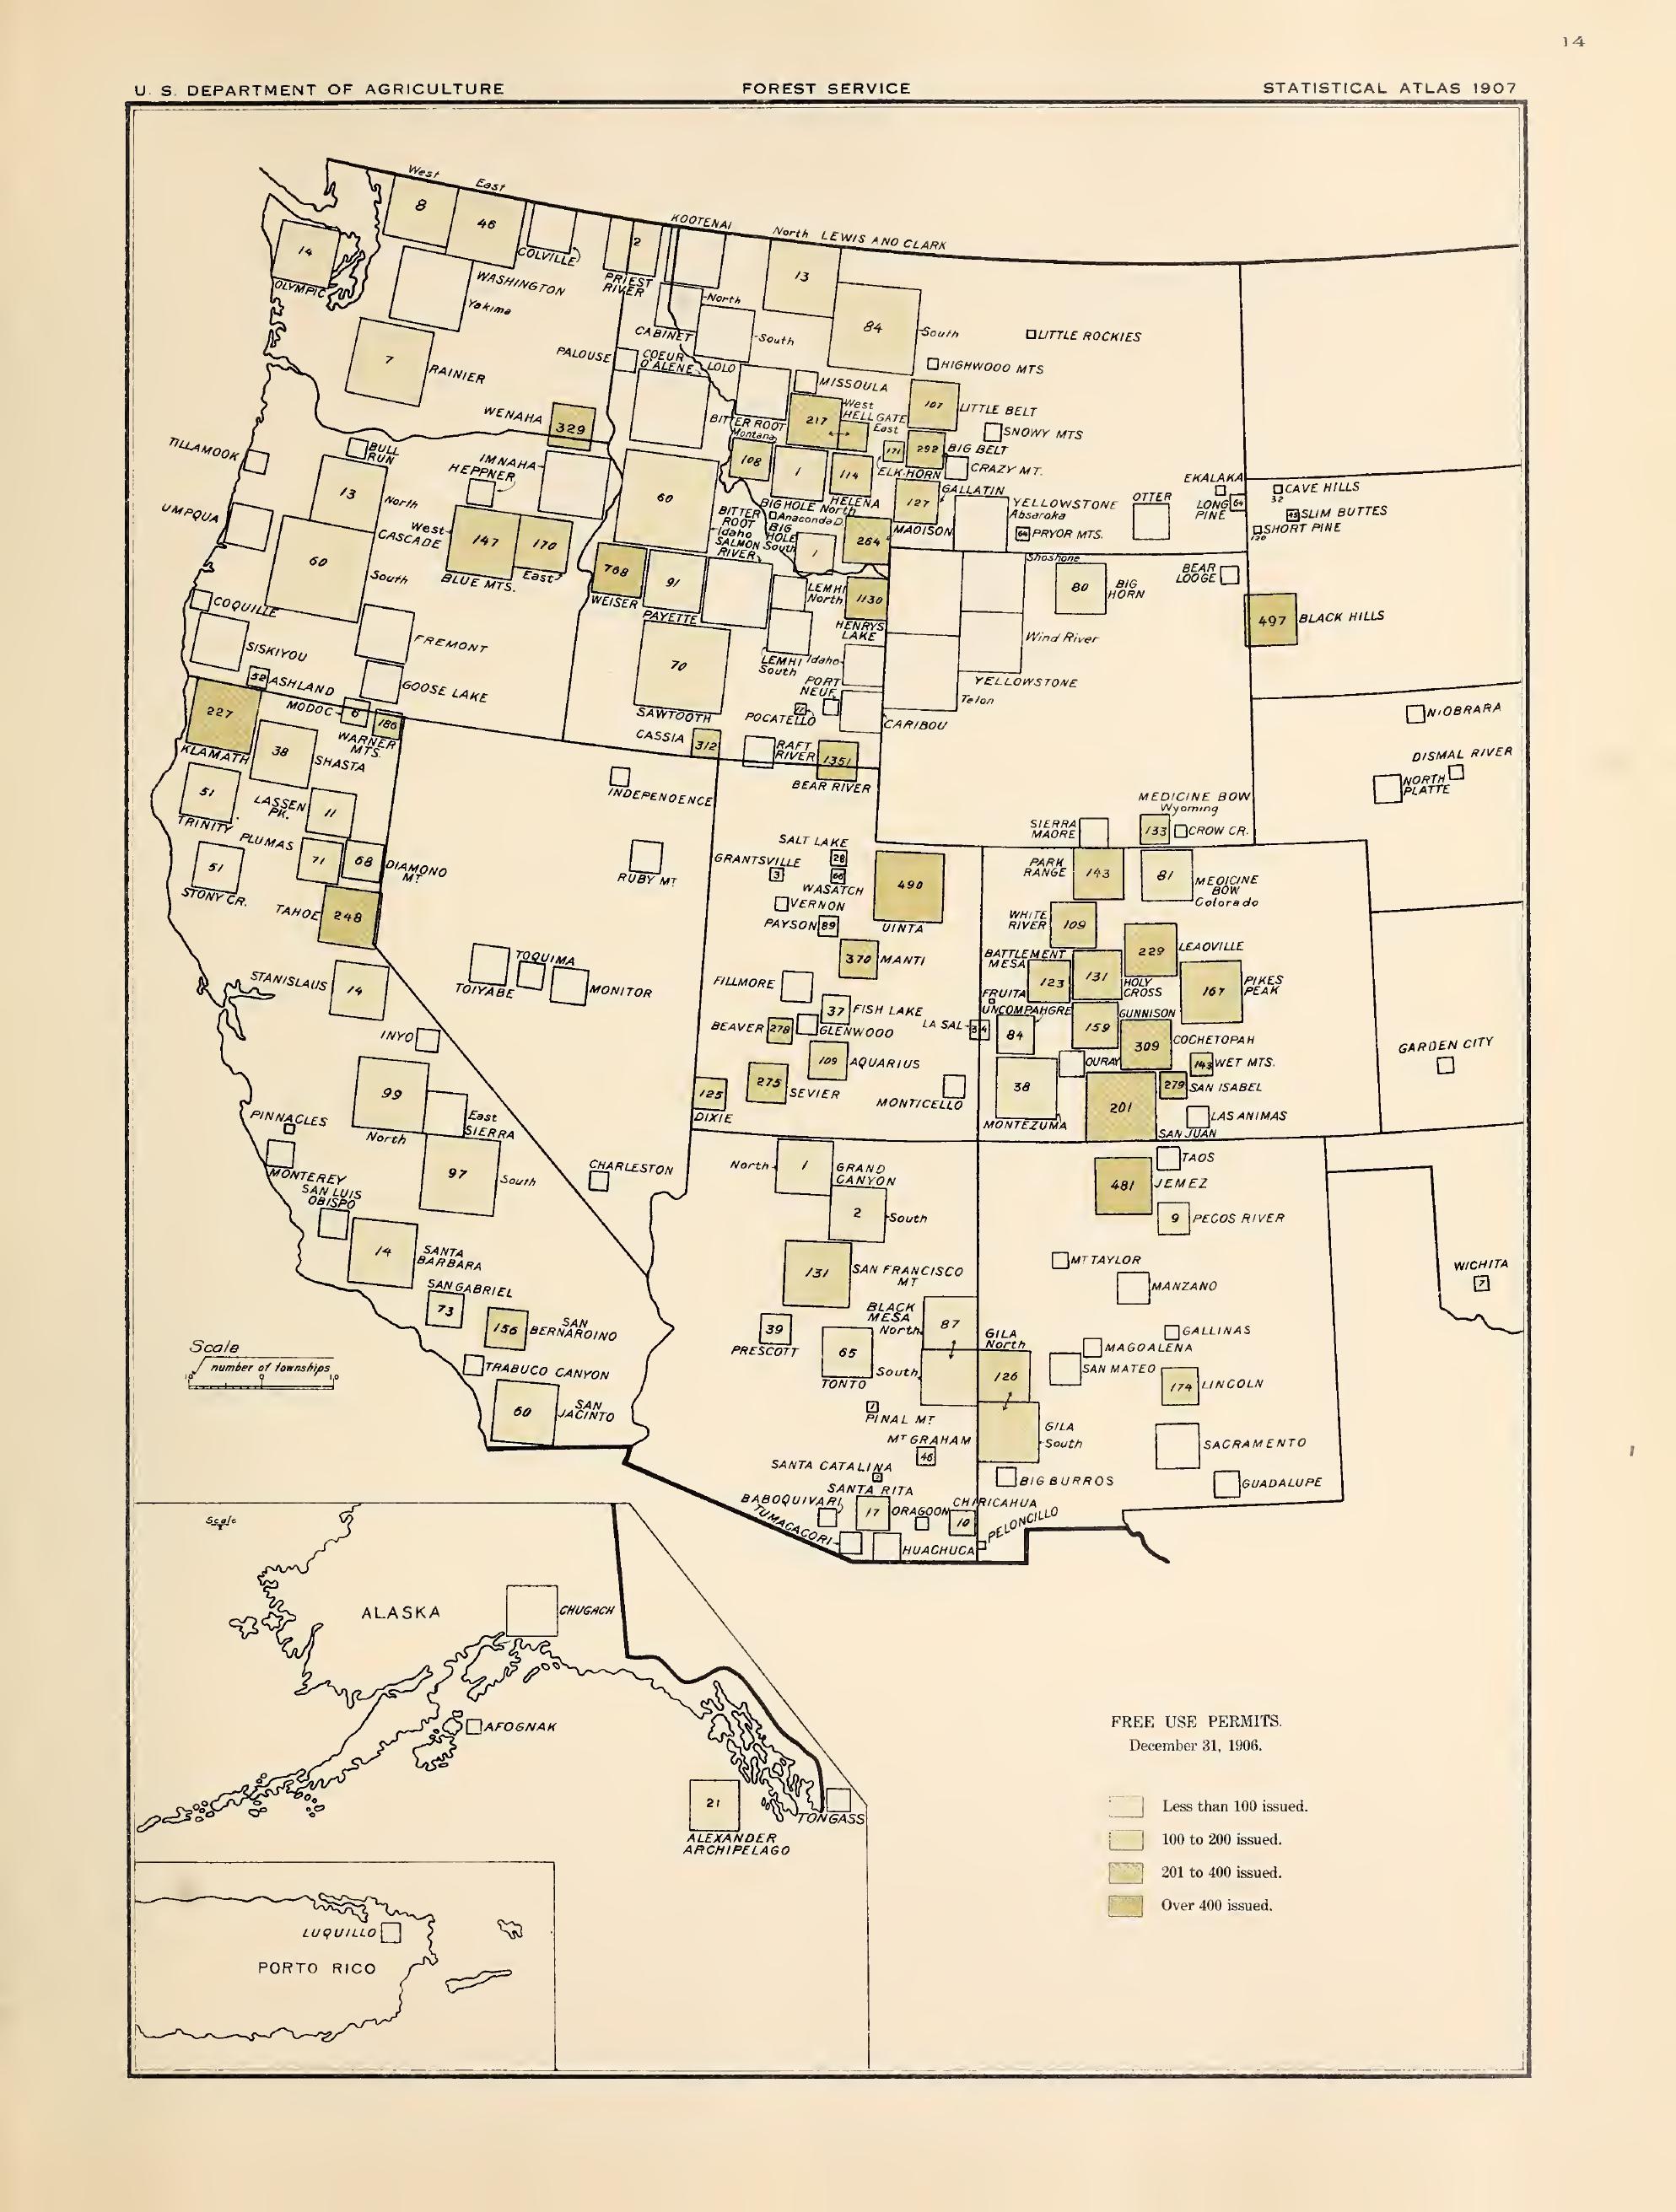 14
U. S. DEPARTMENT OF AGRICULTURE
FOREST SERVICE
STATISTICAL ATLAS 1907
West
East
8
46
COLVILLE
2
PRIEST
RIVER
KOOTENAI
North LEWIS AND CLARK
13
14
OLYMPIC
WASHINGTON
Yakima
North
CABINET
South
84
South
LITTLE ROCKIES
HIGHWOOD MTS
7
RAINIER
PALOUSE
COEUR
D'ALENE
LOLO
MISSOULA
WENAHA
329
BITTER ROOT
Montana
217
West
HELLGATE
East
107
LITTLE BELT
SNOWY MTS
171
292
BIG BELT
ELKHORN
CRAZY MT.
TILLAMOOK
BULL
RUN
IMNAHA
HEPPNER
108
1
114
BIG HOLE North
HELENA
127
GALLATIN
MADISON
YELLOWSTONE
Absaroka
64
PRYOR MTS.
OTTER
EKALAKA
LONG
PINE
64
CAVE HILLS
32
43
SLIM BUTTES
SHORT PINE
120
13
North
CASCADE
60
South
UMPQUA
West
147
170
BLUE MTS.
East
60
BITTER
ROOT
Idaho
SALMON
RIVER
Anaconda D.
BIG
HOLE
South
1
264
768
WEISER
91
PAYETTE
LEMHI
North
1130
HENRYS
LAKE
Shoshone
80
BIG
HORN
BEAR
LODGE
497
BLACK HILLS
COQUILLE
SISKIYOU
FREMONT
Wind River
YELLOWSTONE
Teton
70
SAWTOOTH
LEMHI
South
Idaho
PORT
NEUF
POCATELLO
CARIBOU
52
ASHLAND
GOOSE LAKE
MODOC
6
186
WARNER
MTS.
227
KLAMATH
38
SHASTA
CASSIA
312
RAFT
RIVER
1351
BEAR RIVER
NIOBRARA
DISMAL RIVER
NORTH
PLATTE
51
TRINITY
LASSEN
PK.
11
INDEPENDENCE
MEDICINE BOW
Wyoming
133
CROW CR.
SIERRA
MADRE
PLUMAS
71
68
DIAMOND
MT
51
STONY CR.
TAHOE
248
RUBY MT
SALT LAKE
28
GRANTSVILLE
3
66
WASATCH
VERNON
PAYSON
89
490
UINTA
PARK
RANGE
143
81
MEDICINE
BOW
Colorado
WHITE
RIVER
109
370
MANTI
229
LEADVILLE
BATTLEMENT
MESA
123
131
HOLY
CROSS
167
PIKES
PEAK
STANISLAUS
14
TOIYABE
TOQUIMA
MONITOR
FILLMORE
37
FISH LAKE
FRUITA
UNCOMPAHGRE
84
GUNNISON
159
INYO
BEAVER
278
GLENWOOD
LA SAL
34
309
COCHETOPAH
GARDEN CITY
109
AQUARIUS
OURAY
143
WET MTS.
275
SEVIER
38
MONTEZUMA
279
SAN ISABEL
201
SAN JUAN
LAS ANIMAS
99
North
East
SIERRA
125
DIXIE
MONTICELLO
PINNACLES
MONTEREY
97
South
CHARLESTON
North
1
GRAND
CANYON
2
South
TAOS
481
JEMEZ
9
PECOS RIVER
SAN LUIS
OBISPO
14
SANTA
BARBARA
131
SAN FRANCISCO
MT
MT TAYLOR
MANZANO
WICHITA
7
SAN GABRIEL
73
156
SAN
BERNARDINO
39
PRESCOTT
BLACK
MESA
North
87
65
TONTO
South
GILA
North
126
GALLINAS
MAGDALENA
SAN MATEO
174
LINCOLN
Scale
√ number of townships
10
0
10
TRABUCO CANYON
60
SAN
JACINTO
PINAL MT
MT GRAHAM
46
GILA
South
SACRAMENTO
SANTA CATALINA
2
BIG BURROS
GUADALUPE
SANTA RITA
BABOQUIVARI
17
DRAGOON
CHIRICAHUA
10
PELONCILLO
TUMACACORI
HUACHUCA
Scale
ALASKA
CHUGACH
AFOGNAK
21
ALEXANDER
ARCHIPELAGO
TONGASS
FREE USE PERMITS.
December 31, 1906.
Less than 100 issued.
100 to 200 issued.
201 to 400 issued.
Over 400 issued.
LUQUILLO
PORTO RICO